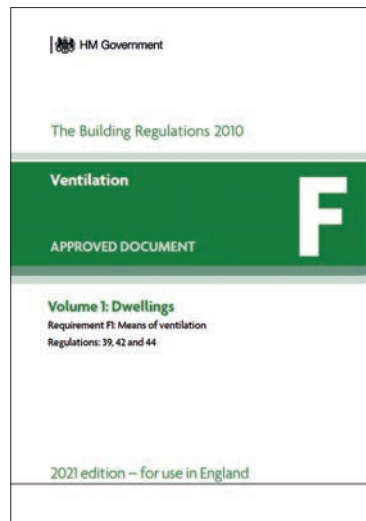 HM Government
The Building Regulations 2010
Ventilation
F
APPROVED DOCUMENT
Volume 1: Dwellings
Requirement F1: Means of ventilation
Regulations: 39, 42 and 44
2021 edition – for use in England